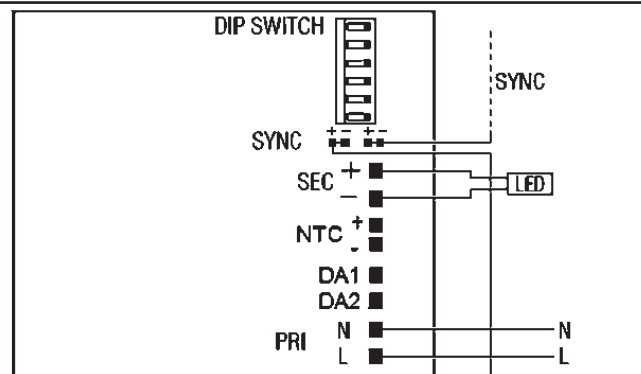 DIP SWITCH
SYNC
+ - + -
SYNC
SEC +
-
LED
NTC +
-
DA1
DA2
PRI N N
L L